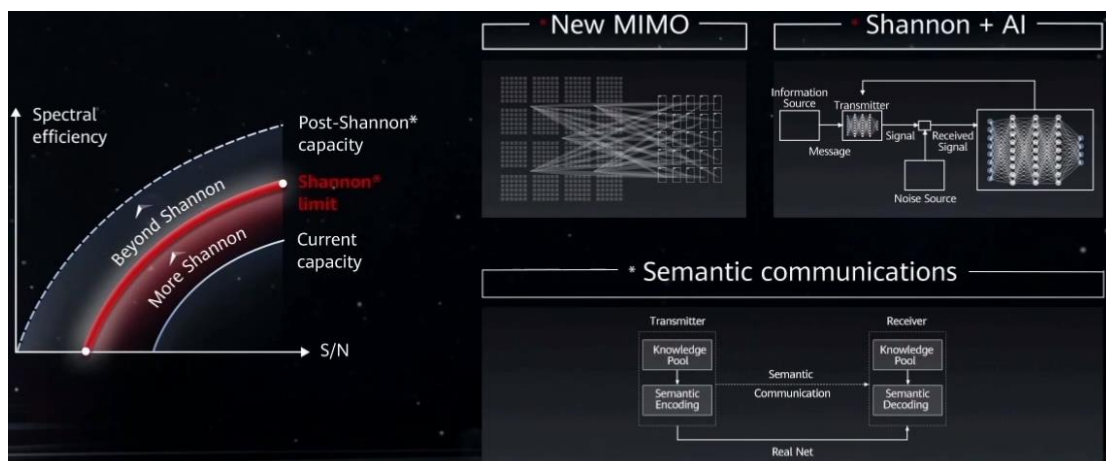 Spectral
efficiency
Post-Shannon*
capacity
Shannon*
limit
Current
capacity
Beyond Shannon
More Shannon
S/N
*New MIMO
*Shannon + AI
Information
Source
Transmitter
Message
Signal
Received
Signal
Noise Source
* Semantic communications
Transmitter
Receiver
Knowledge
Pool
Knowledge
Pool
Semantic
Communication
Semantic
Encoding
Semantic
Decoding
Real Net